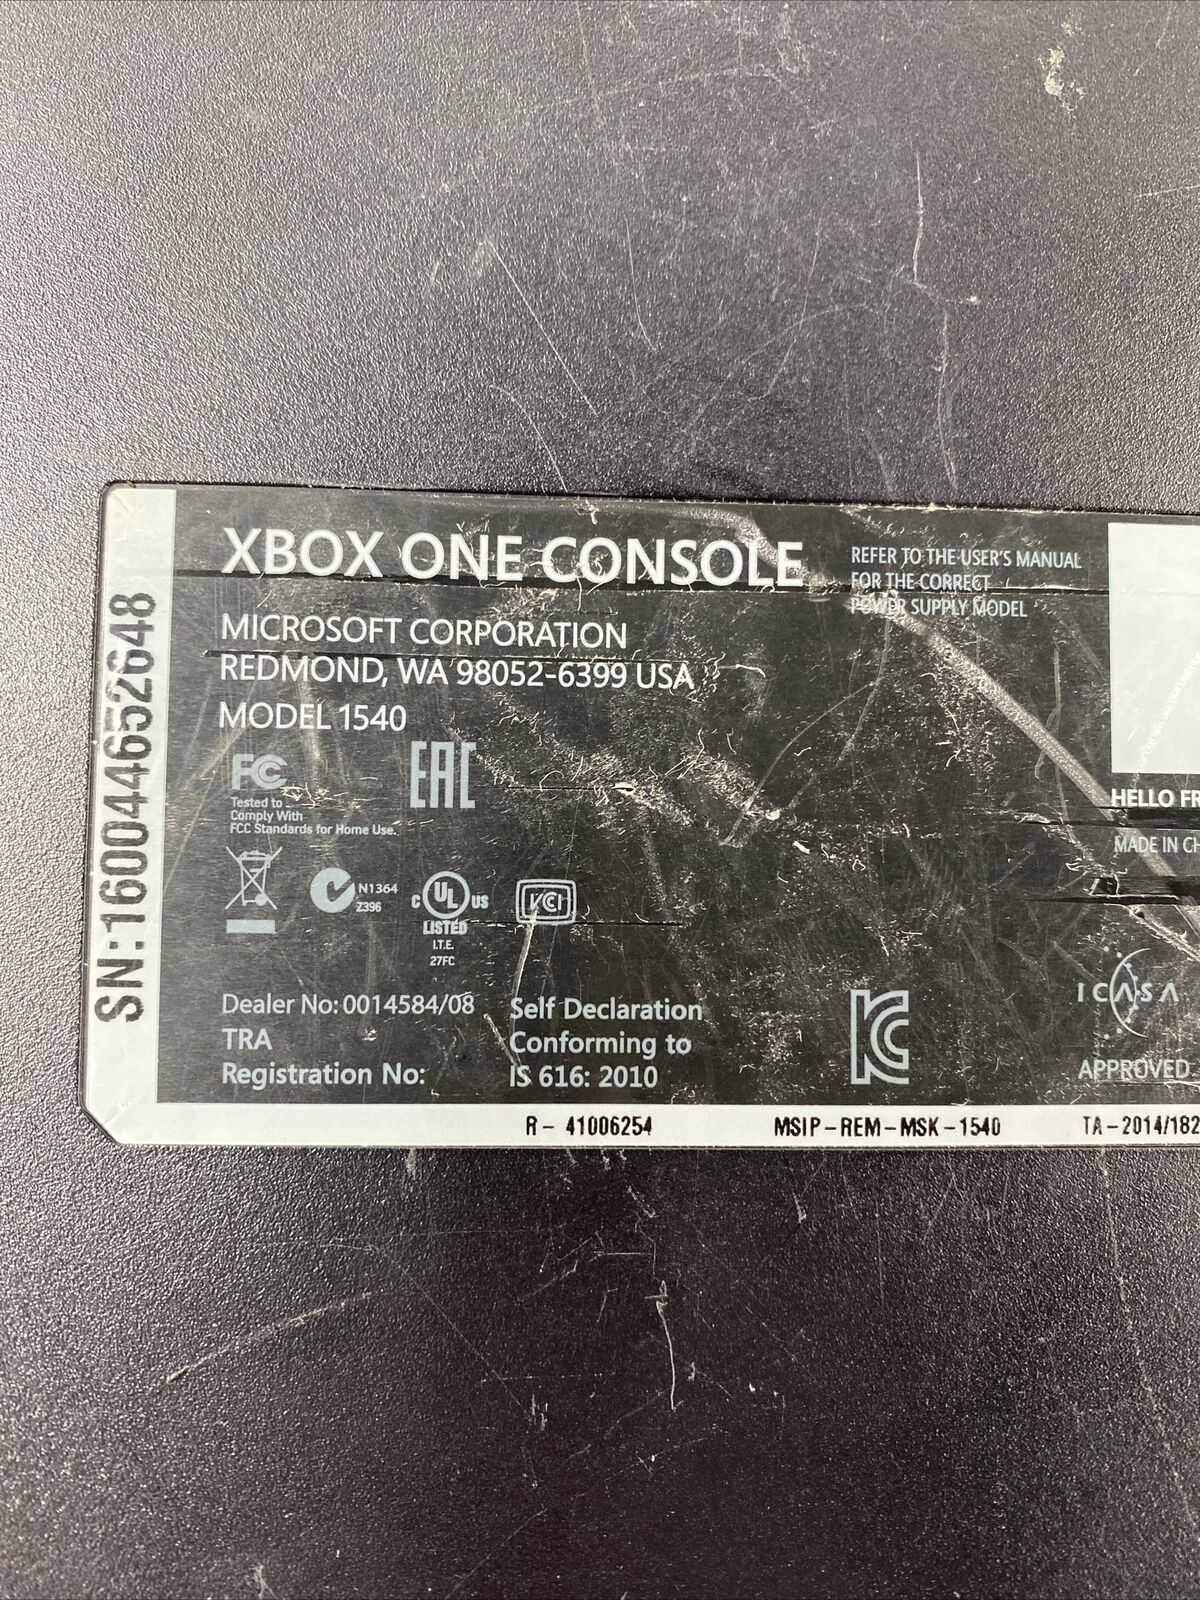 XBOX ONE CONSOLE
MICROSOFT CORPORATION
REDMOND, WA 98052-6399 USA
MODEL 1540
REFER TO THE USER'S MANUAL
FOR THE CORRECT
POWER SUPPLY MODEL
SN:160044652648
FC
Tested to
Comply With
FCC Standards for Home Use.
EAC
N1364
Z396
C UL US
LISTED
I.T.E.
27FC
VCI
HELLO FR
MADE IN CH
Dealer No: 0014584/08
TRA
Registration No:
Self Declaration
Conforming to
IS 616: 2010
ICASA
APPROVED
R- 41006254
MSIP-REM-MSK-1540
TA-2014/182